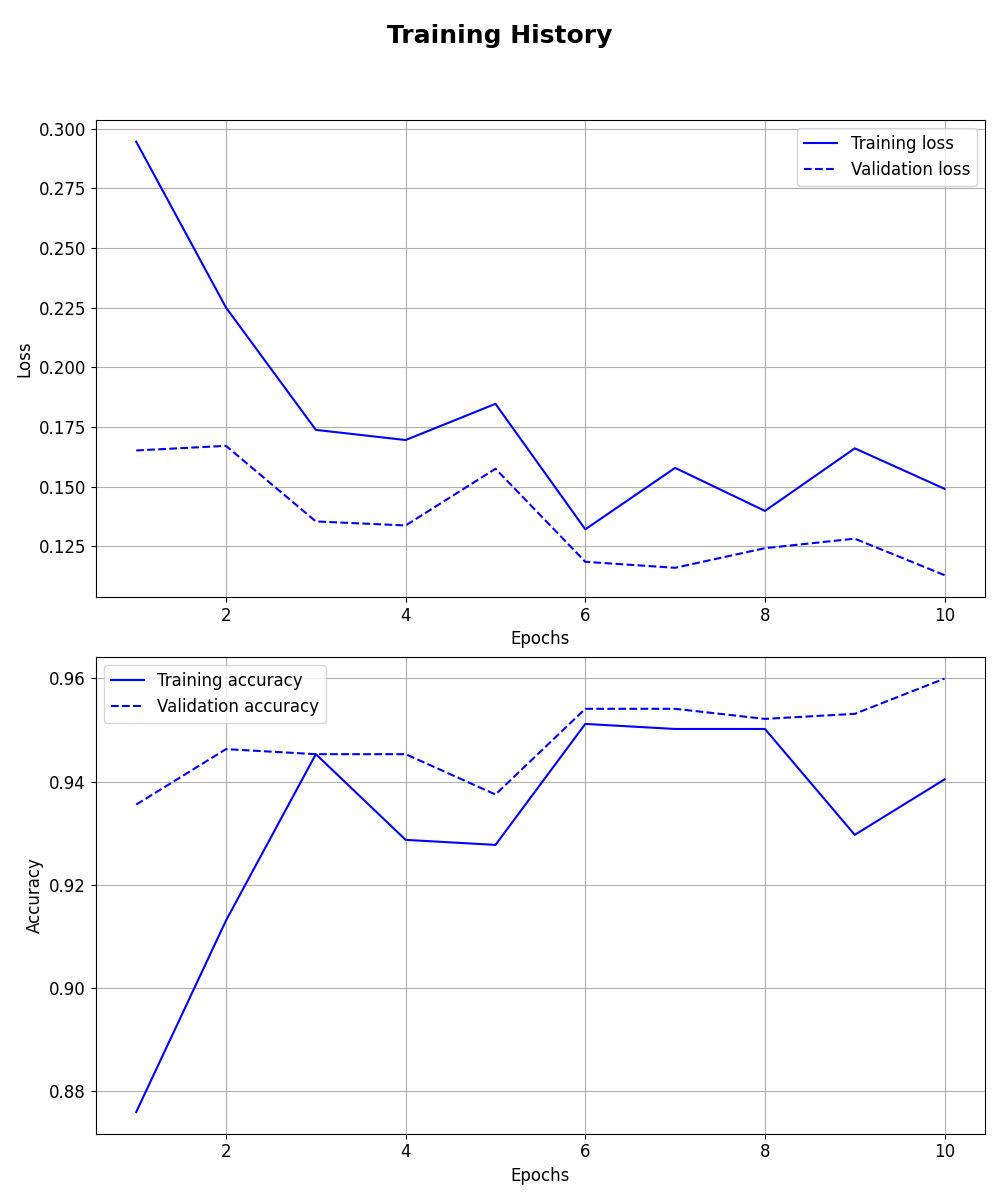 Training History
0.300
0.275
0.250
0.225
0.200
0.175
0.150
0.125
Loss
Training loss
Validation loss
2 4 6 8 10
Epochs
0.96
0.94
0.92
0.90
0.88
Accuracy
Training accuracy
Validation accuracy
2 4 6 8 10
Epochs